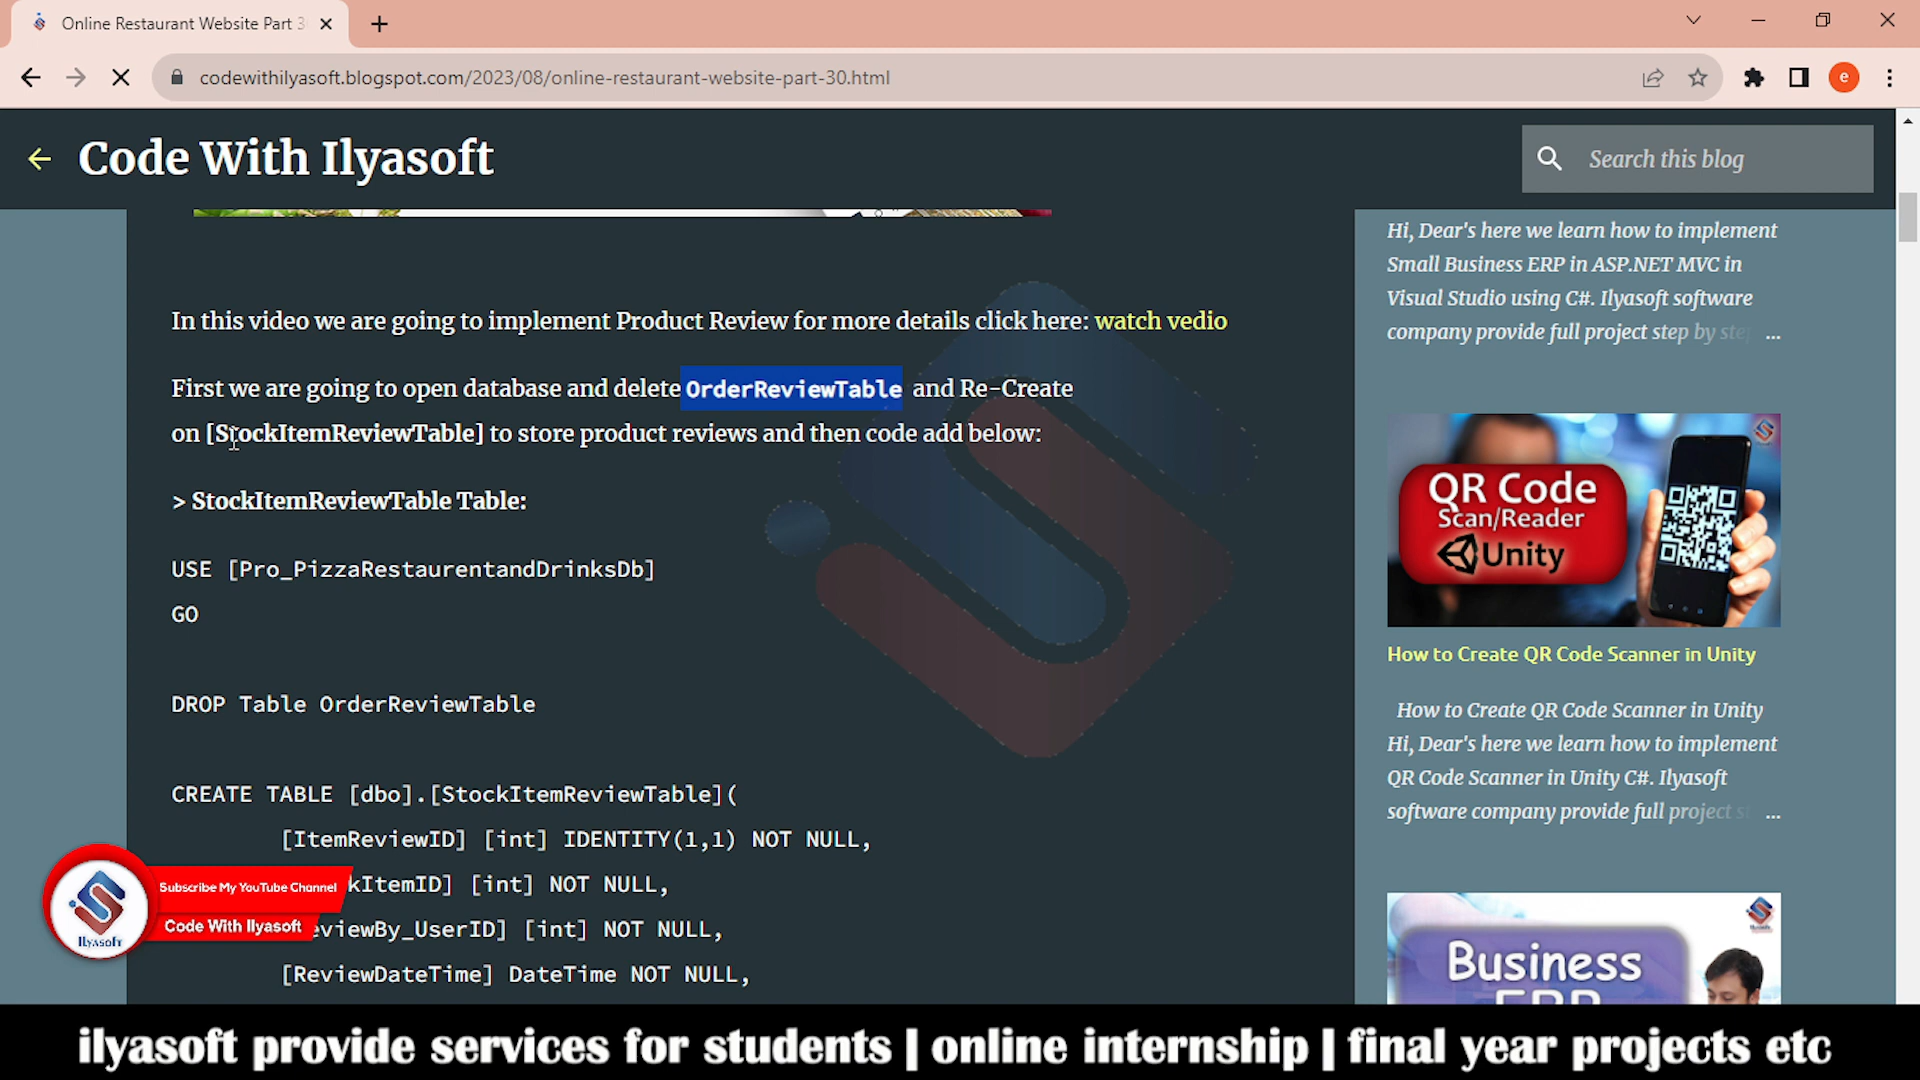 Online Restaurant Website Part 3
codewithilyasoft.blogspot.com/2023/08/online-restaurant-website-part-30.html
e
Code With Ilyasoft
Search this blog
In this video we are going to implement Product Review for more details click here: watch vedio
First we are going to open database and delete OrderReviewTable and Re-Create
on [StockItemReviewTable] to store product reviews and then code add below:
> StockItemReviewTable Table:
USE [Pro_PizzaRestaurentandDrinksDb]
GO
DROP Table OrderReviewTable
CREATE TABLE [dbo].[StockItemReviewTable](
[ItemReviewID] [int] IDENTITY(1,1) NOT NULL,
kItemID] [int] NOT NULL,
eviewBy_UserID] [int] NOT NULL,
[ReviewDateTime] DateTime NOT NULL,
Hi, Dear's here we learn how to implement
Small Business ERP in ASP.NET MVC in
Visual Studio using C#. Ilyasoft software
company provide full project step by step ...
QR Code
Scan/Reader
Unity
How to Create QR Code Scanner in Unity
How to Create QR Code Scanner in Unity
Hi, Dear's here we learn how to implement
QR Code Scanner in Unity C#. Ilyasoft
software company provide full project s ...
Business
ERP
Subscribe My YouTube Channel
Code With Ilyasoft
Ilyasoft
ilyasoft provide services for students | online internship | final year projects etc